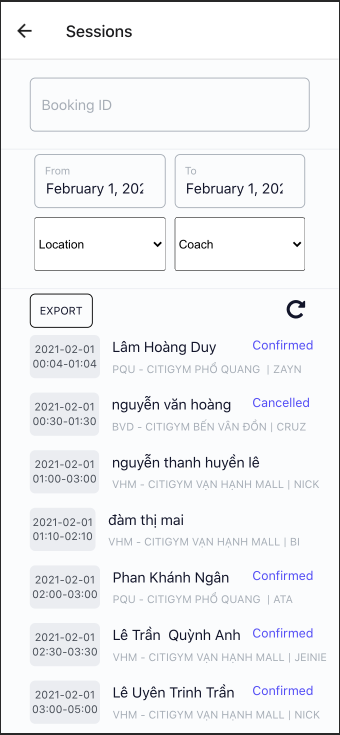 Sessions
Booking ID
From
To
February 1, 202
February 1, 202
Location
Coach
EXPORT
2021-02-01
00:04-01:04
Lâm Hoàng Duy
Confirmed
PQU - CITIGYM PHỔ QUANG | ZAYN
2021-02-01
00:30-01:30
nguyễn văn hoàng
Cancelled
BVD - CITIGYM BẾN VÂN ĐỒN | CRUZ
2021-02-01
01:00-03:00
nguyễn thanh huyền lê
VHM - CITIGYM VẠN HẠNH MALL | NICK
2021-02-01
01:10-02:10
đàm thị mai
VHM - CITIGYM VẠN HẠNH MALL | BI
2021-02-01
02:00-03:00
Phan Khánh Ngân
Confirmed
PQU - CITIGYM PHỔ QUANG | ATA
2021-02-01
02:30-03:30
Lê Trần Quỳnh Anh
Confirmed
VHM - CITIGYM VẠN HẠNH MALL | JEINIE
2021-02-01
03:00-05:00
Lê Uyên Trinh Trần
Confirmed
VHM - CITIGYM VẠN HẠNH MALL | NICK